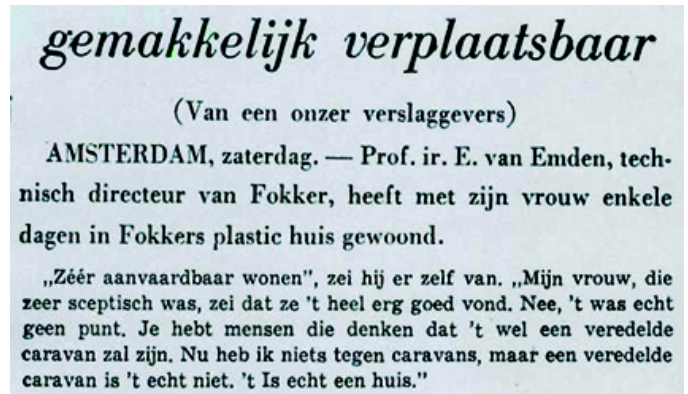 gemakkelijk verplaatsbaar
(Van een onzer verslaggevers)
AMSTERDAM, zaterdag. — Prof. ir. E. van Emden, tech-
nisch directeur van Fokker, heeft met zijn vrouw enkele
dagen in Fokkers plastic huis gewoond.
„Zéér aanvaardbaar wonen”, zei hij er zelf van. „Mijn vrouw, die
zeer sceptisch was, zei dat ze 't heel erg goed vond. Nee, 't was echt
geen punt. Je hebt mensen die denken dat 't wel een veredelde
caravan zal zijn. Nu heb ik niets tegen caravans, maar een veredelde
caravan is 't echt niet. 't Is echt een huis.”